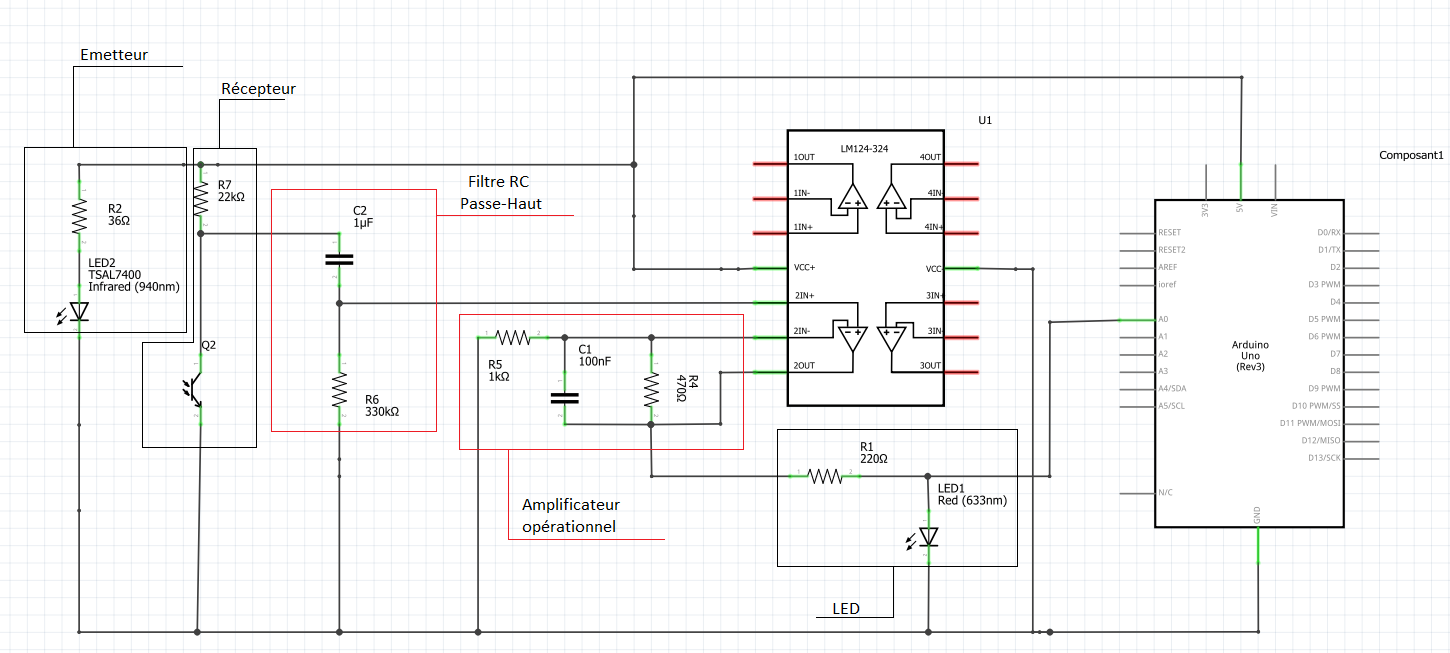 Emetteur
Récepteur
R2
36Ω
LED2
TSAL7400
Infrared (940nm)
R7
22kΩ
Q2
Filtre RC
Passe-Haut
C2
1µF
R6
330kΩ
R5
1kΩ
C1
100nF
R4
470Ω
Amplificateur
opérationnel
U1
LM124-324
1OUT
1IN-
1IN+
VCC+
2IN+
2IN-
2OUT
4OUT
4IN-
4IN+
VCC-
3IN+
3IN-
3OUT
R1
220Ω
LED1
Red (633nm)
LED
Composant1
3V3
5V
VIN
RESET
RESET2
AREF
ioref
A0
A1
A2
A3
A4/SDA
A5/SCL
N/C
Arduino
Uno
(Rev3)
D0/RX
D1/TX
D2
D3 PWM
D4
D5 PWM
D6 PWM
D7
D8
D9 PWM
D10 PWM/SS
D11 PWM/MOSI
D12/MISO
D13/SCK
GND